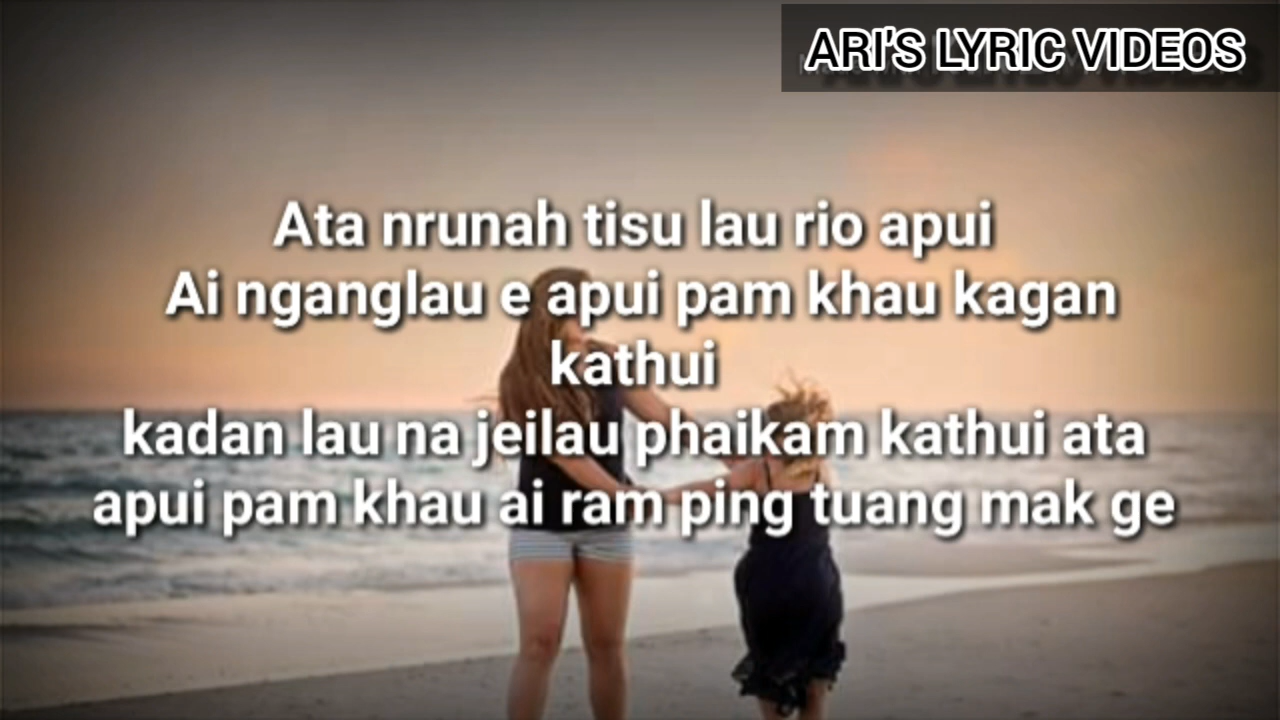 ARI'S LYRIC VIDEOS
Ata nrunah tisu lau rio apui
Ai nganglau e apui pam khau kagan
kathui
kadan lau na jeilau phaikam kathui ata
apui pam khau ai ram ping tuang mak ge